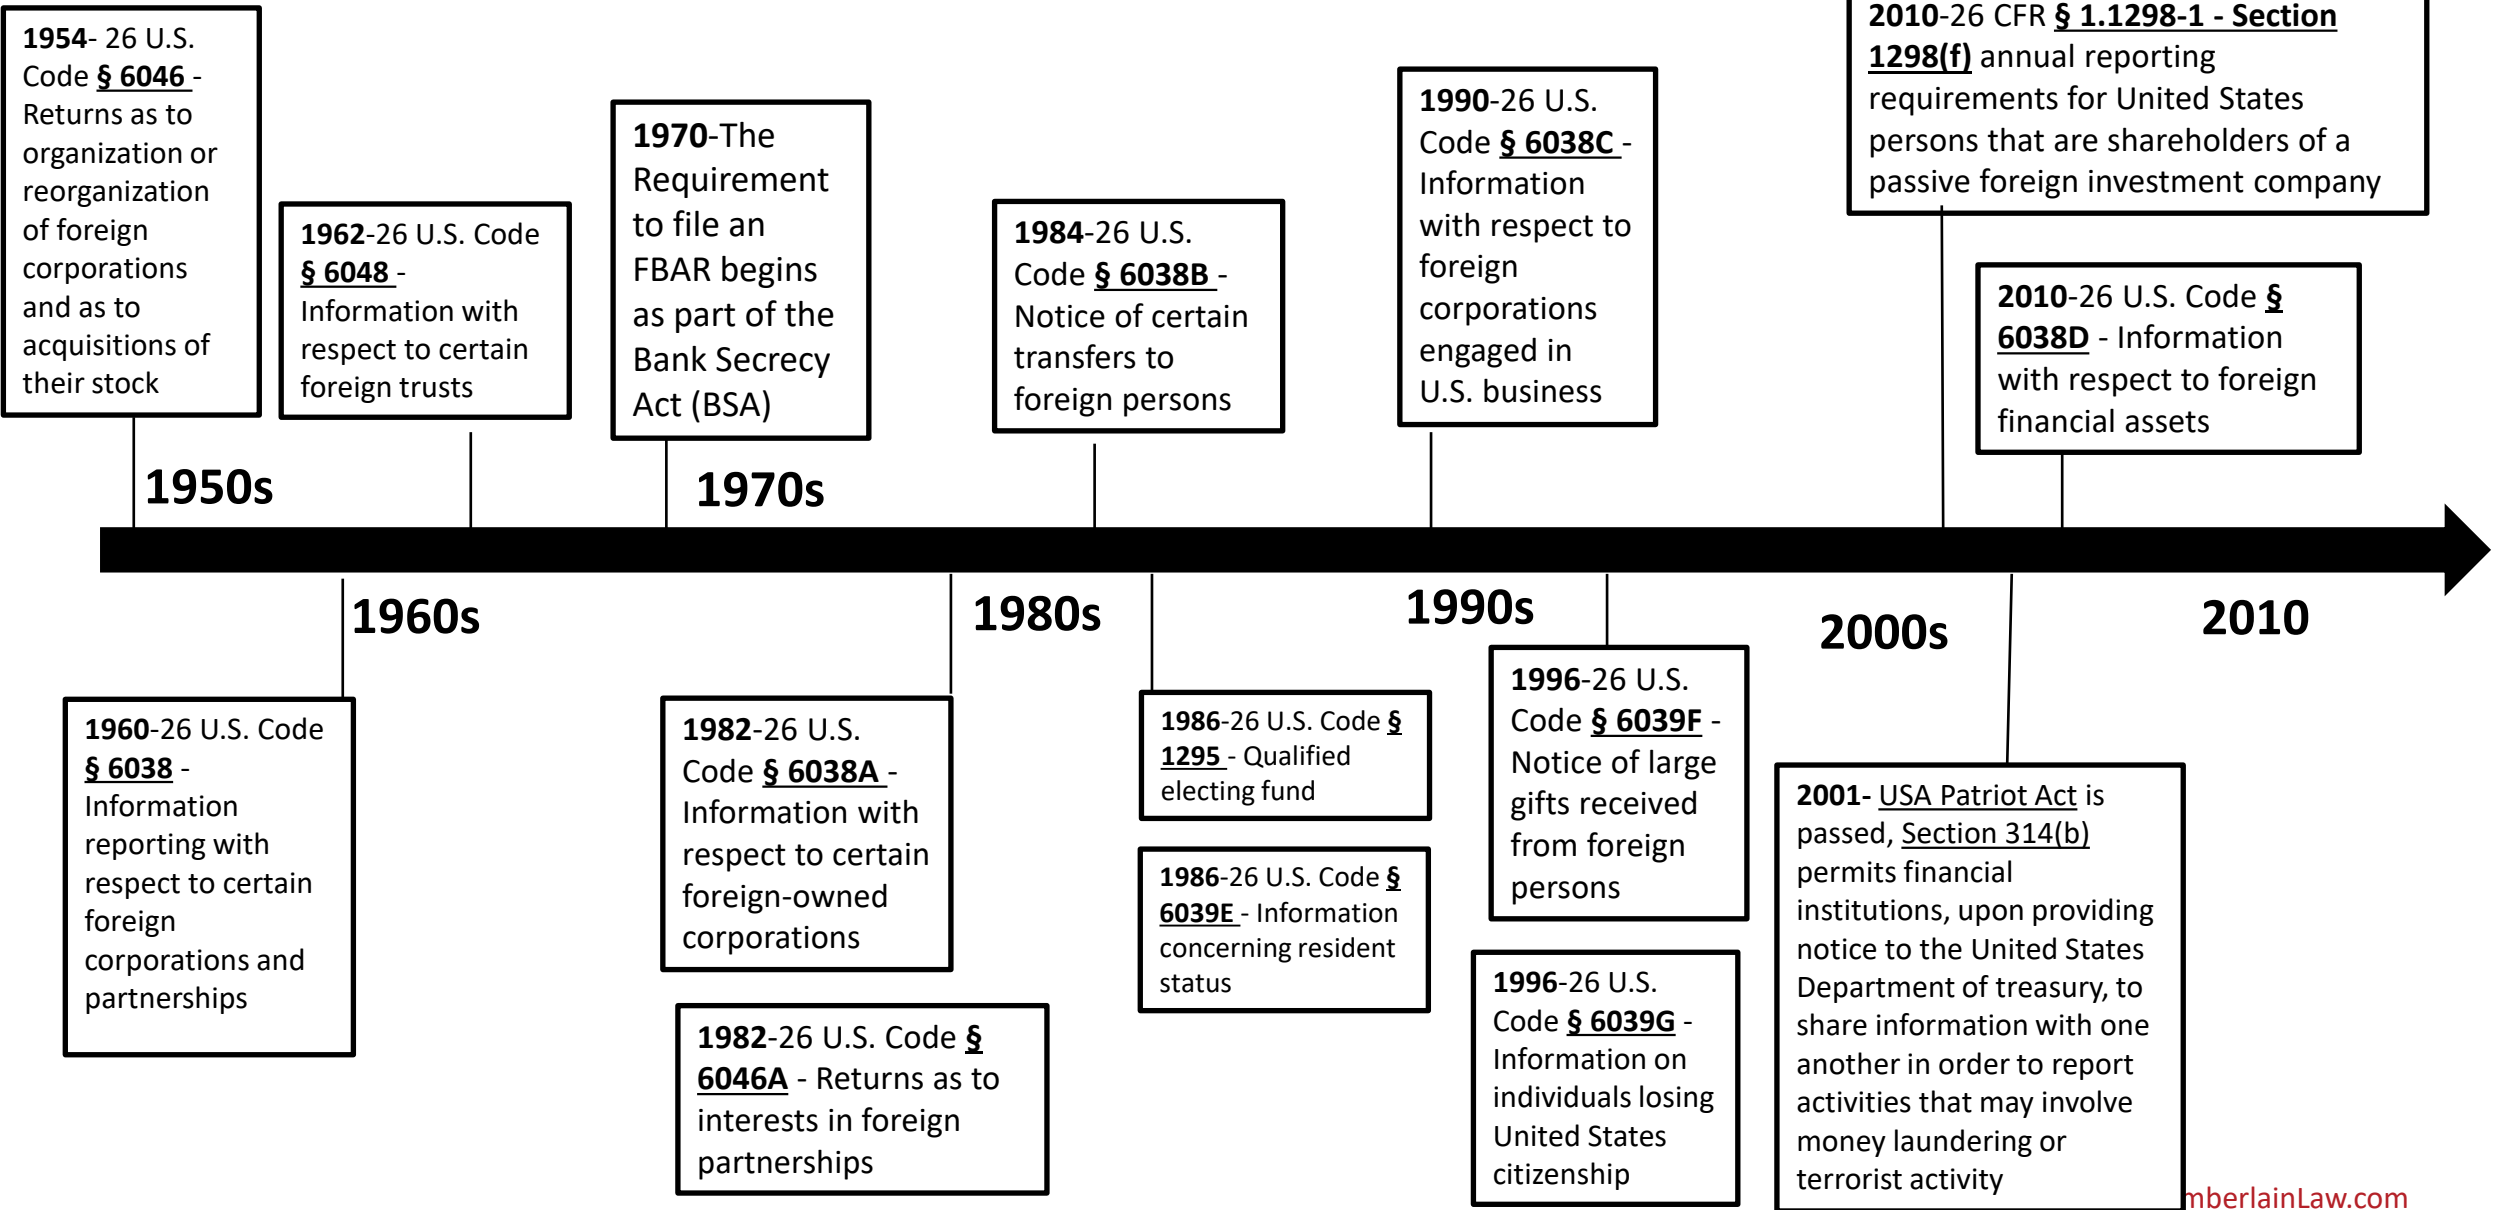 1954- 26 U.S.
Code § 6046 -
Returns as to
organization or
reorganization
of foreign
corporations
and as to
acquisitions of
their stock
1962-26 U.S. Code
§ 6048 -
Information with
respect to certain
foreign trusts
1970-The
Requirement
to file an
FBAR begins
as part of the
Bank Secrecy
Act (BSA)
1984-26 U.S.
Code § 6038B -
Notice of certain
transfers to
foreign persons
1990-26 U.S.
Code § 6038C -
Information
with respect to
foreign
corporations
engaged in
U.S. business
2010-26 CFR § 1.1298-1 - Section
1298(f) annual reporting
requirements for United States
persons that are shareholders of a
passive foreign investment company
2010-26 U.S. Code §
6038D - Information
with respect to foreign
financial assets
1950s
1970s
1960s
1980s
1990s
2000s
2010
1960-26 U.S. Code
§ 6038 -
Information
reporting with
respect to certain
foreign
corporations and
partnerships
1982-26 U.S.
Code § 6038A -
Information with
respect to certain
foreign-owned
corporations
1982-26 U.S. Code §
6046A - Returns as to
interests in foreign
partnerships
1986-26 U.S. Code §
1295 - Qualified
electing fund
1986-26 U.S. Code §
6039E - Information
concerning resident
status
1996-26 U.S.
Code § 6039F -
Notice of large
gifts received
from foreign
persons
1996-26 U.S.
Code § 6039G -
Information on
individuals losing
United States
citizenship
2001- USA Patriot Act is
passed, Section 314(b)
permits financial
institutions, upon providing
notice to the United States
Department of treasury, to
share information with one
another in order to report
activities that may involve
money laundering or
terrorist activity
mberlainLaw.com